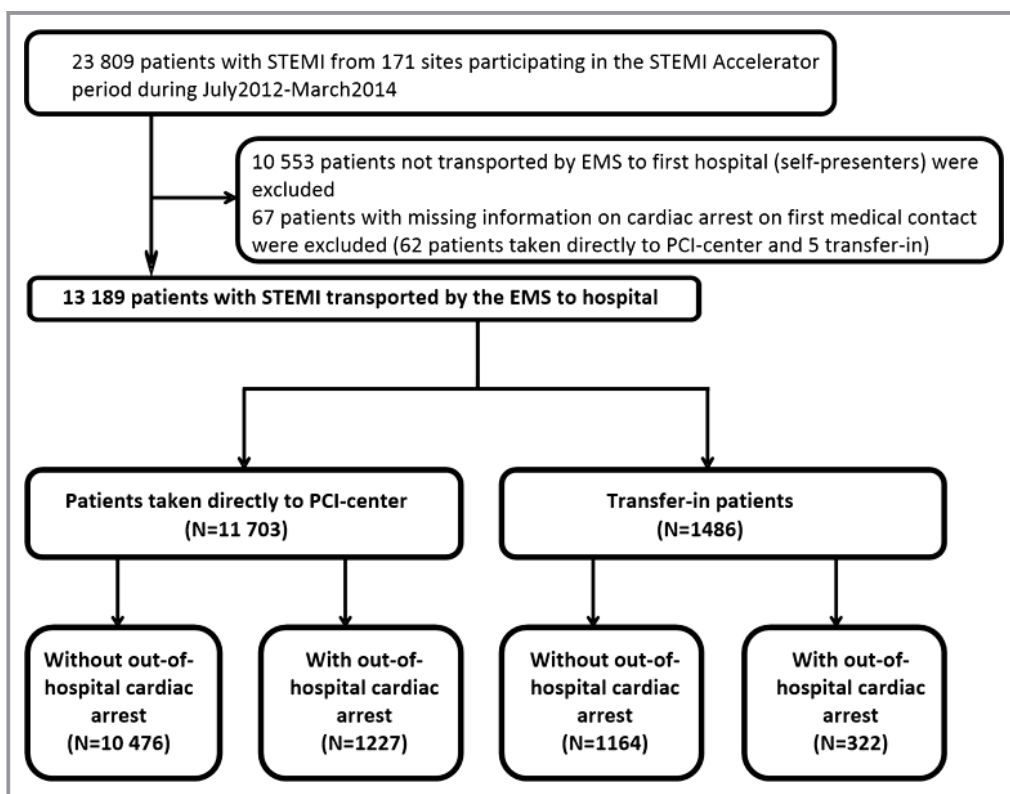 23 809 patients with STEMI from 171 sites participating in the STEMI Accelerator
period during July2012-March2014
10 553 patients not transported by EMS to first hospital (self-presenters) were
excluded
67 patients with missing information on cardiac arrest on first medical contact
were excluded (62 patients taken directly to PCI-center and 5 transfer-in)
13 189 patients with STEMI transported by the EMS to hospital
Patients taken directly to PCI-center
(N=11 703)
Transfer-in patients
(N=1486)
Without out-of-
hospital cardiac
arrest
(N=10 476)
With out-of-
hospital cardiac
arrest
(N=1227)
Without out-of-
hospital cardiac
arrest
(N=1164)
With out-of-
hospital cardiac
arrest
(N=322)